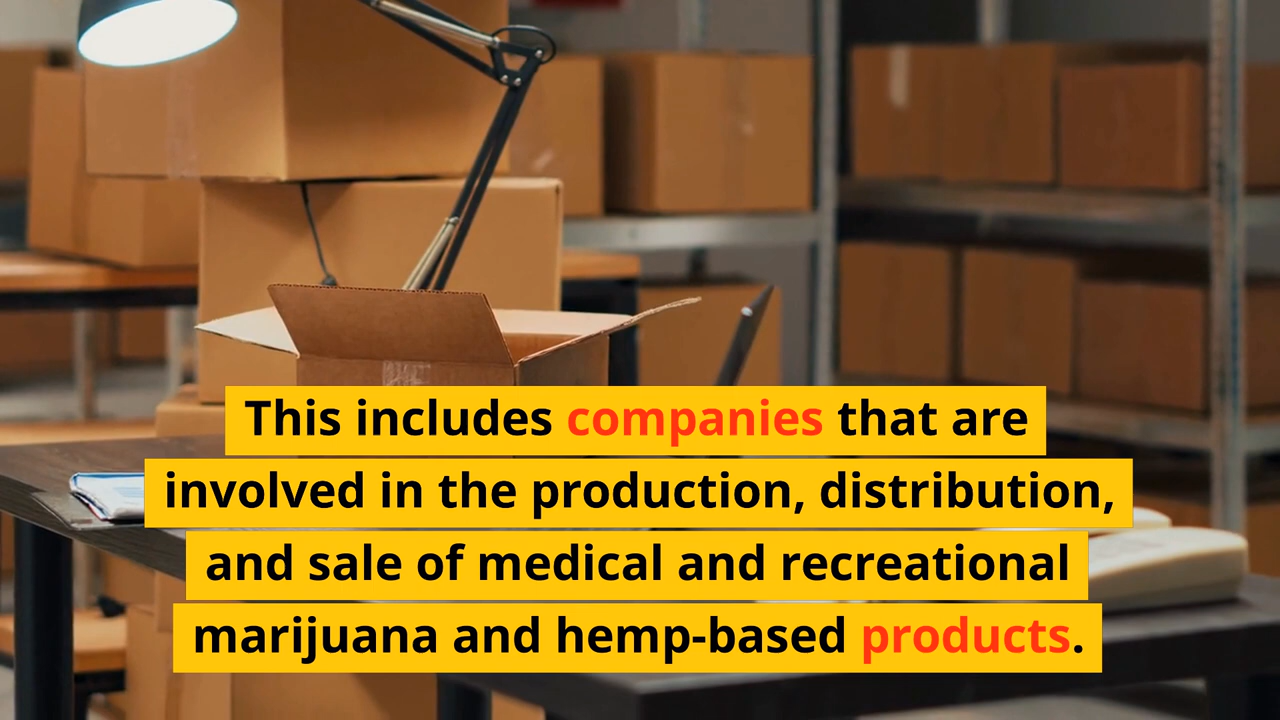 This includes companies that are
involved in the production, distribution,
and sale of medical and recreational
marijuana and hemp-based products.